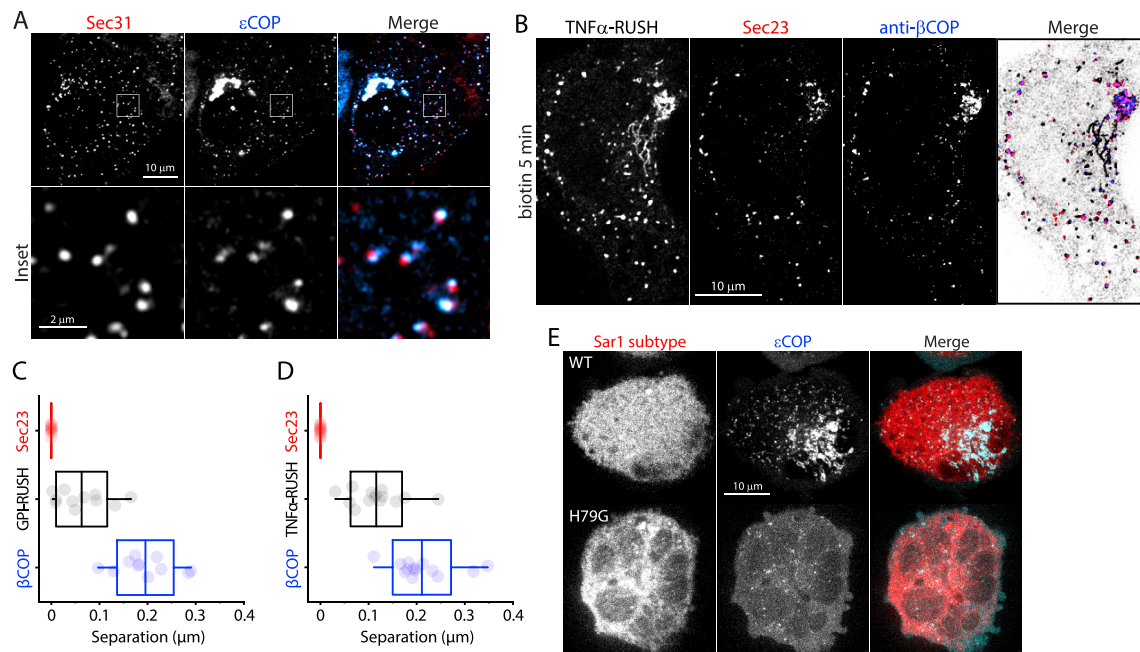 A
Sec31
εCOP
Merge
10 μm
Inset
2 μm
B
TNFα-RUSH
Sec23
anti-βCOP
Merge
biotin 5 min
10 μm
C
Sec23
GPI-RUSH
βCOP
0
0.1
0.2
0.3
0.4
Separation (μm)
D
Sec23
TNFα-RUSH
βCOP
0
0.1
0.2
0.3
0.4
Separation (μm)
E
Sar1 subtype
εCOP
Merge
WT
10 μm
H79G